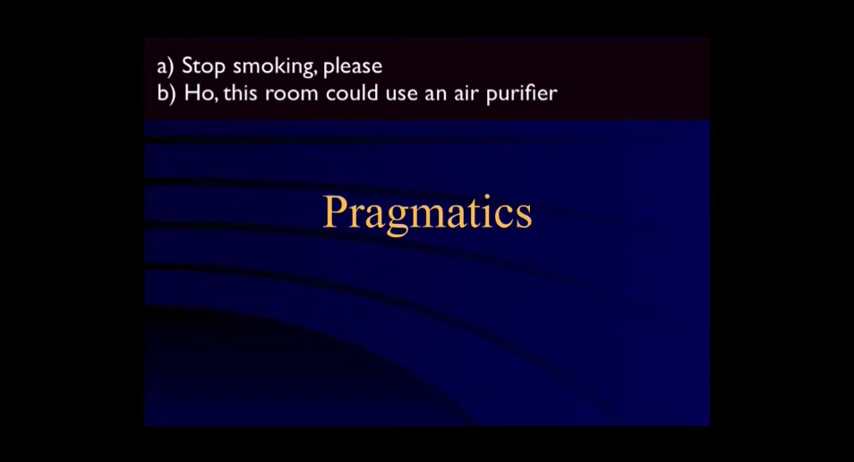 a) Stop smoking, please
b) Ho, this room could use an air purifier
Pragmatics